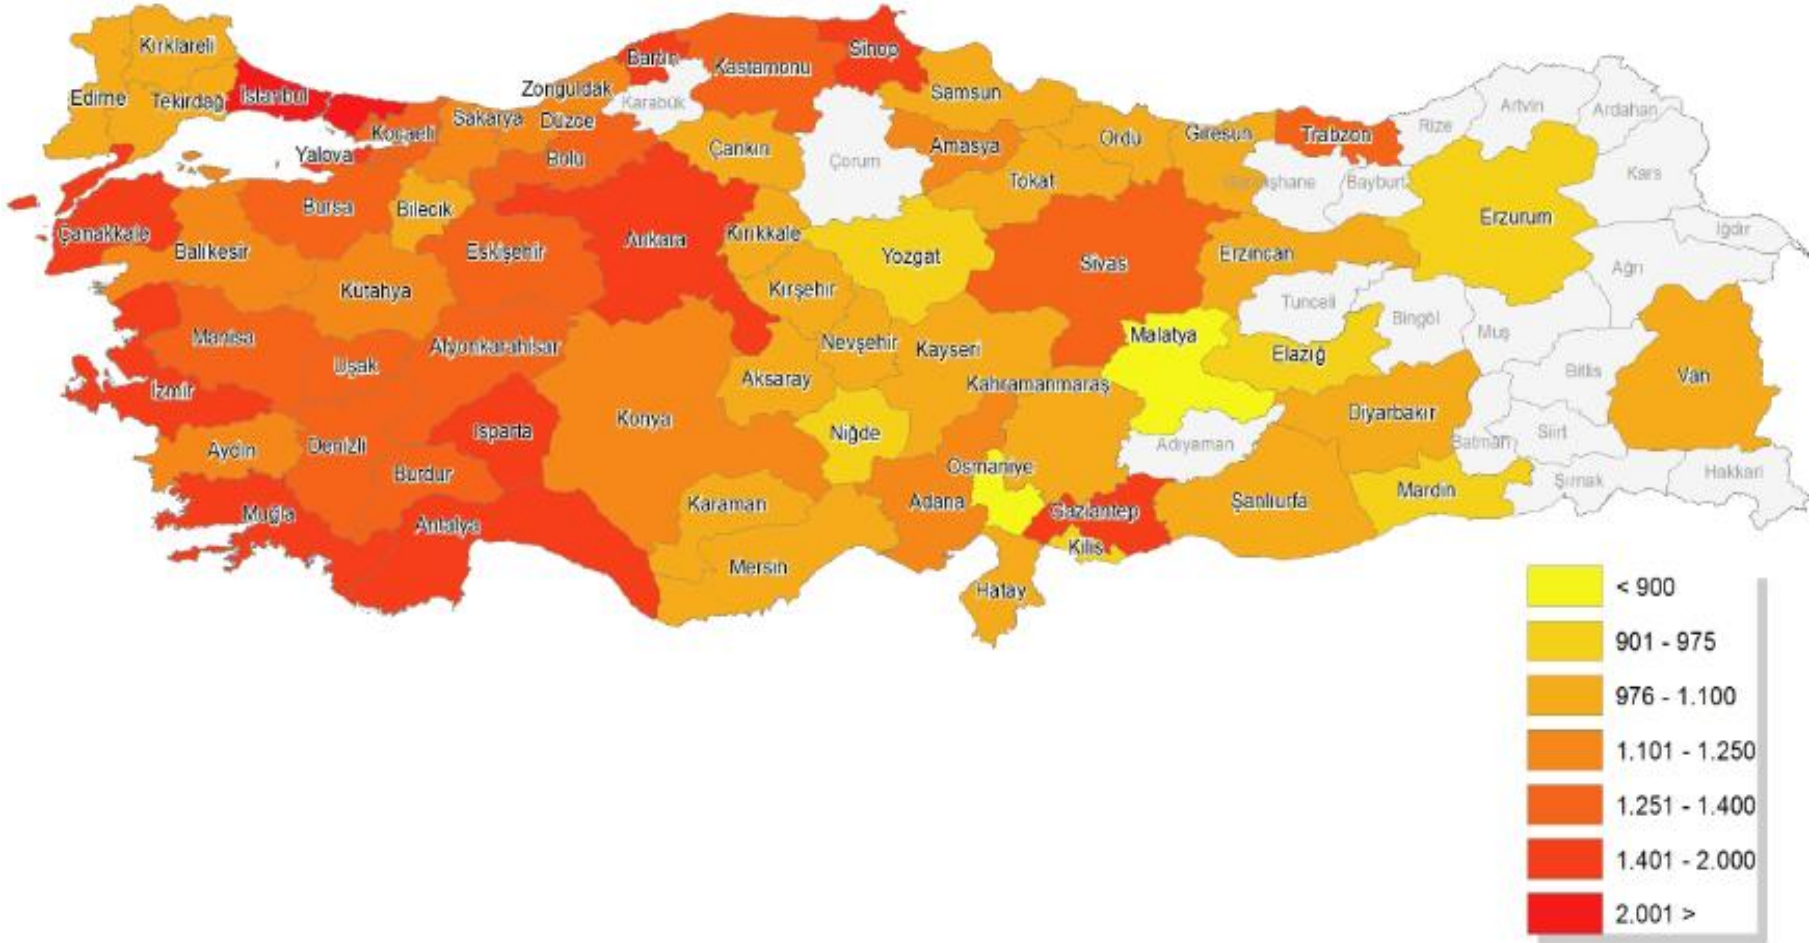 Kırklareli
Edirne
Tekirdağ
İstanbul
Kocaeli
Yalova
Sakarya
Zonguldak
Düzce
Bolu
Bartın
Karabük
Kastamonu
Sinop
Çankırı
Çorum
Samsun
Amasya
Tokat
Ordu
Giresun
Trabzon
Rize
Artvin
Ardahan
Kars
Bayburt
Erzurum
Iğdır
Ağrı
Çanakkale
Balıkesir
Bursa
Bilecik
Kütahya
Eskişehir
Ankara
Kırıkkale
Yozgat
Kırşehir
Sivas
Erzincan
Tunceli
Bingöl
Muş
Bitlis
Van
Manisa
Uşak
Afyonkarahisar
İzmir
Aydın
Denizli
Isparta
Burdur
Muğla
Antalya
Konya
Aksaray
Nevşehir
Kayseri
Niğde
Karaman
Mersin
Adana
Kahramanmaraş
Osmaniye
Hatay
Malatya
Elazığ
Adıyaman
Gaziantep
Kilis
Şanlıurfa
Diyarbakır
Mardin
Batman
Siirt
Şırnak
Hakkari
< 900
901 - 975
976 - 1.100
1.101 - 1.250
1.251 - 1.400
1.401 - 2.000
2.001 >